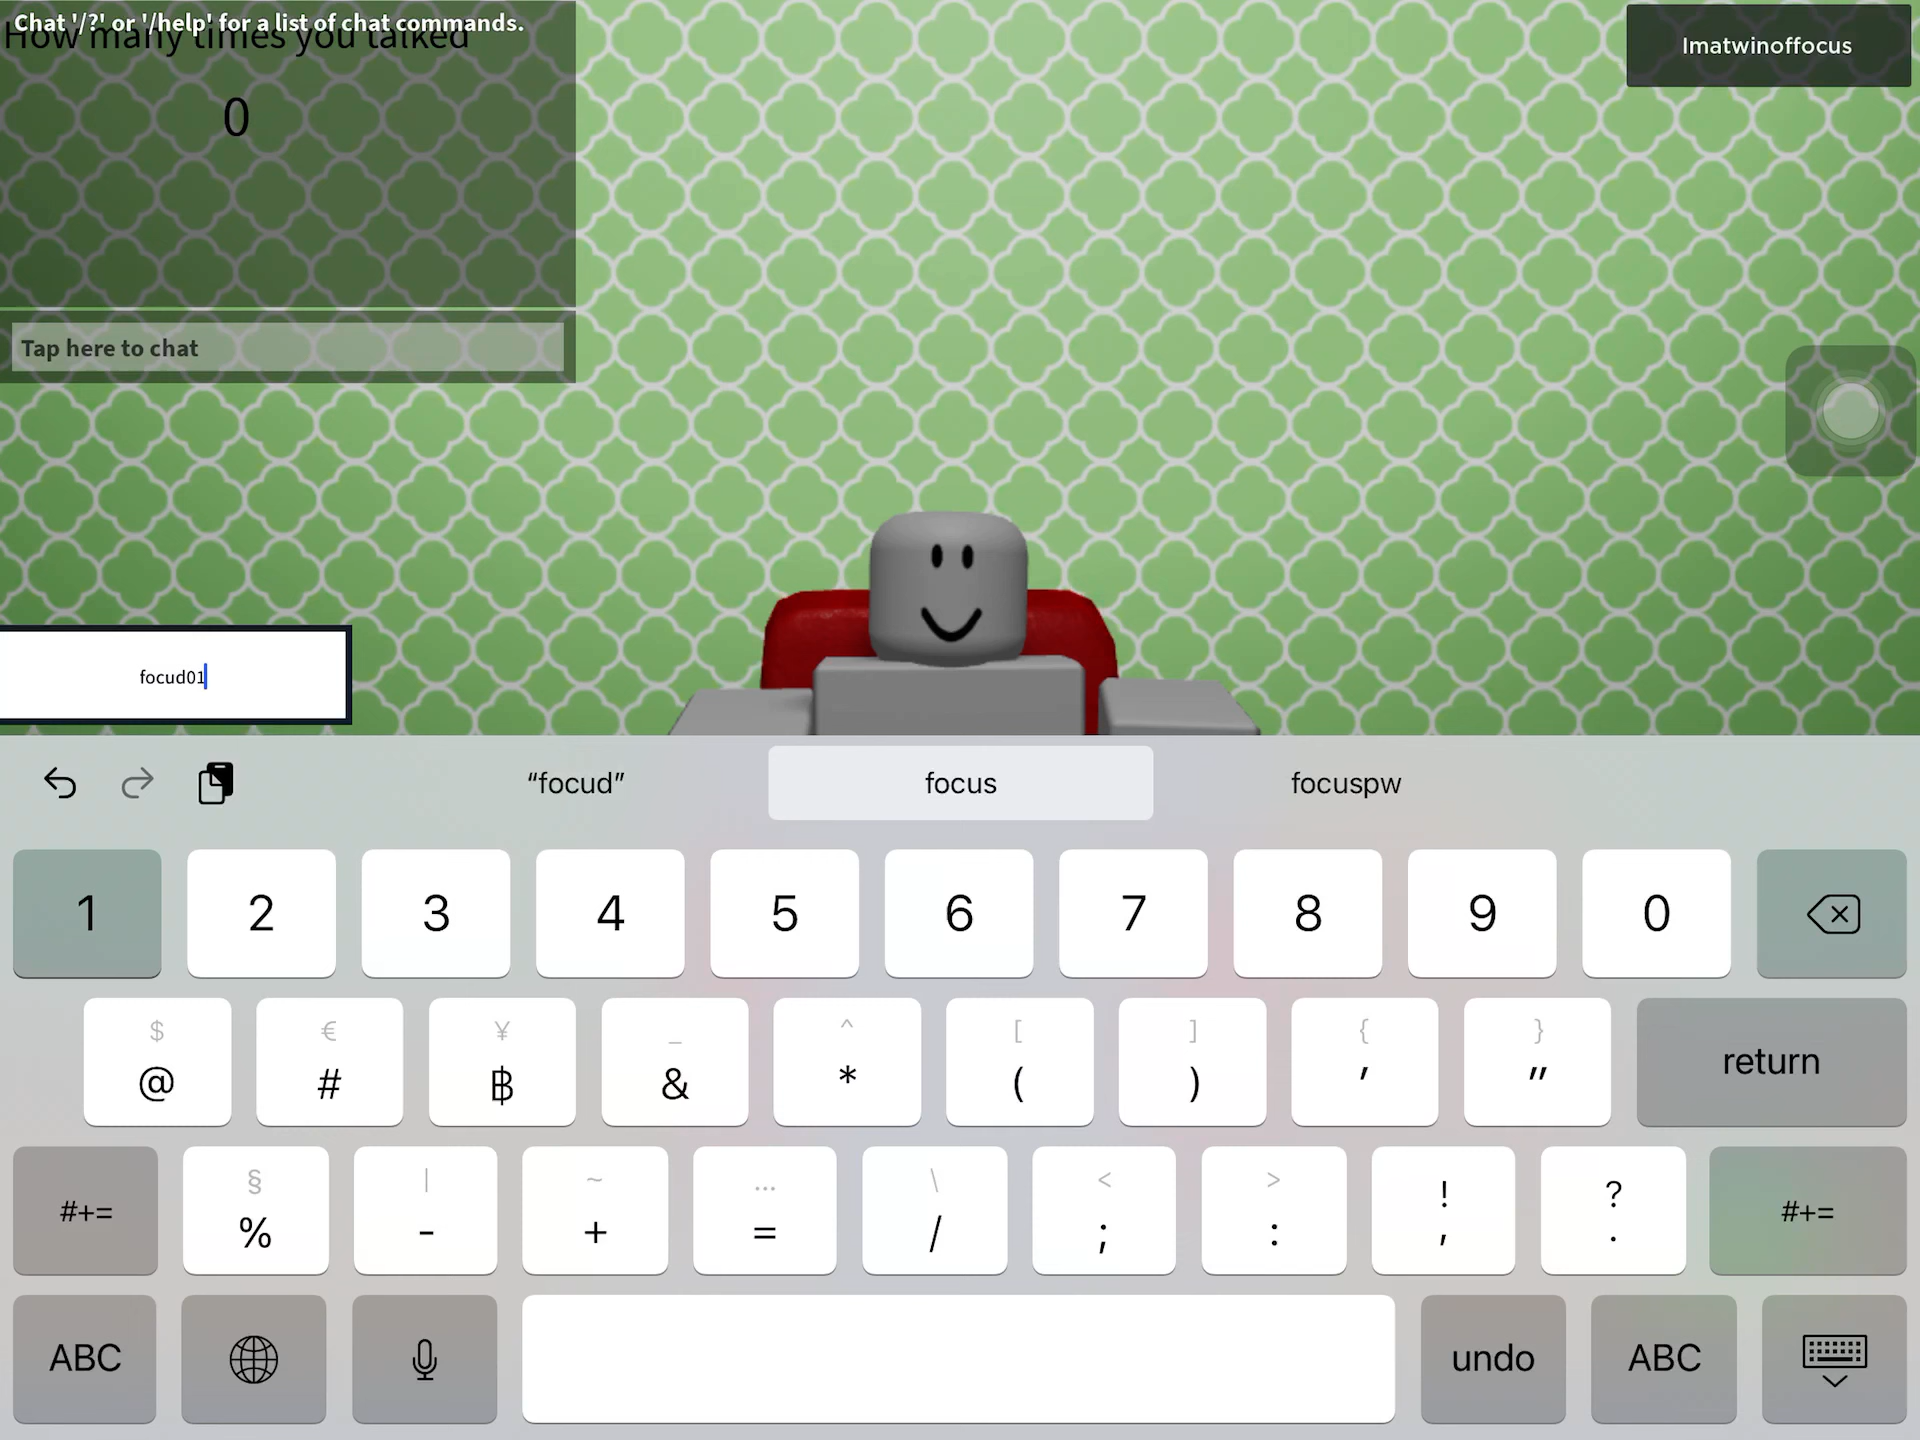 Chat '/?' or '/help' for a list of chat commands.
How many times you talked
0
Imatwinoffocus
Tap here to chat
focud01
“focud” focus focuspw
1 2 3 4 5 6 7 8 9 0
$ € ¥ _ ^ [ ] { }
@ # ฿ & * ( ) ' " return
§ | ~ … \ < > ! ?
#+= % - + = / ; : , . #+=
ABC undo ABC